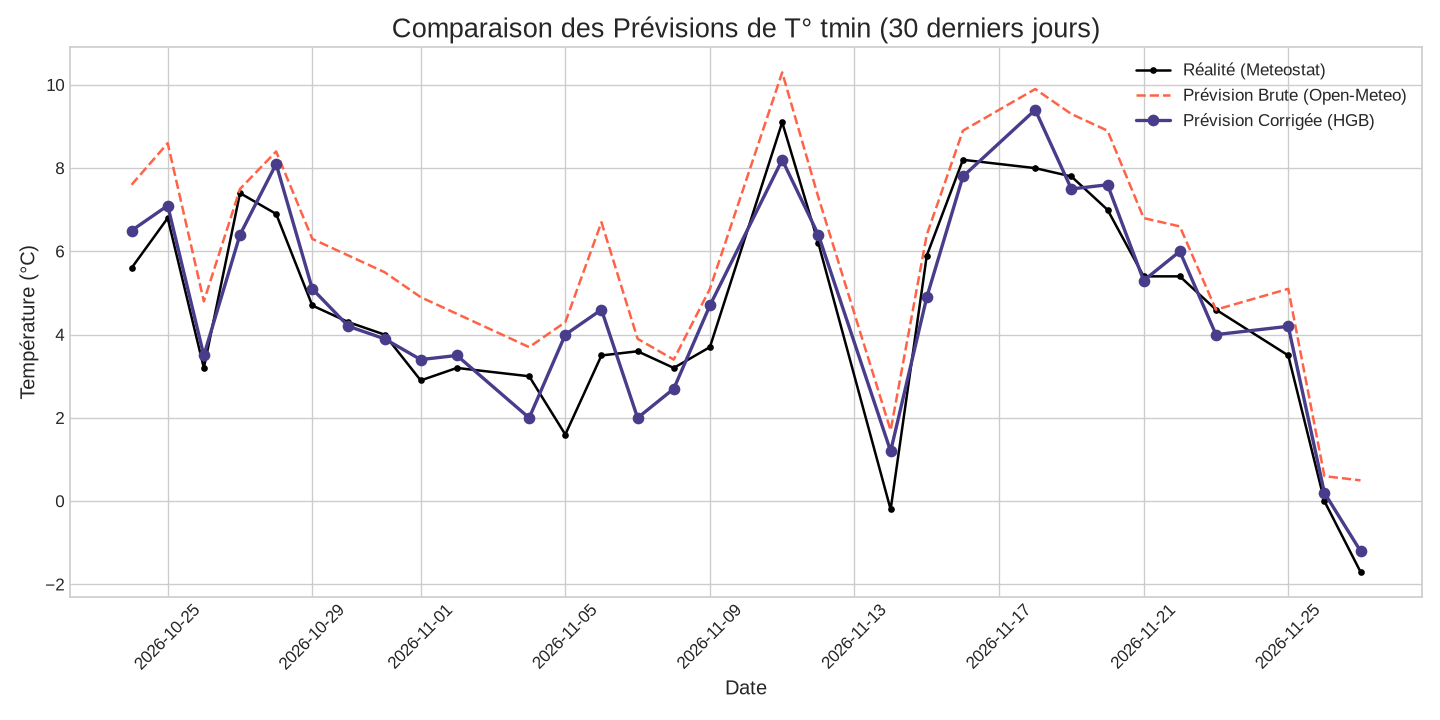 Comparaison des Prévisions de T° tmin (30 derniers jours)
Réalité (Meteostat)
Prévision Brute (Open-Meteo)
Prévision Corrigée (HGB)
10
8
6
4
2
0
−2
Température (°C)
2026-10-25
2026-10-29
2026-11-01
2026-11-05
2026-11-09
2026-11-13
2026-11-17
2026-11-21
2026-11-25
Date